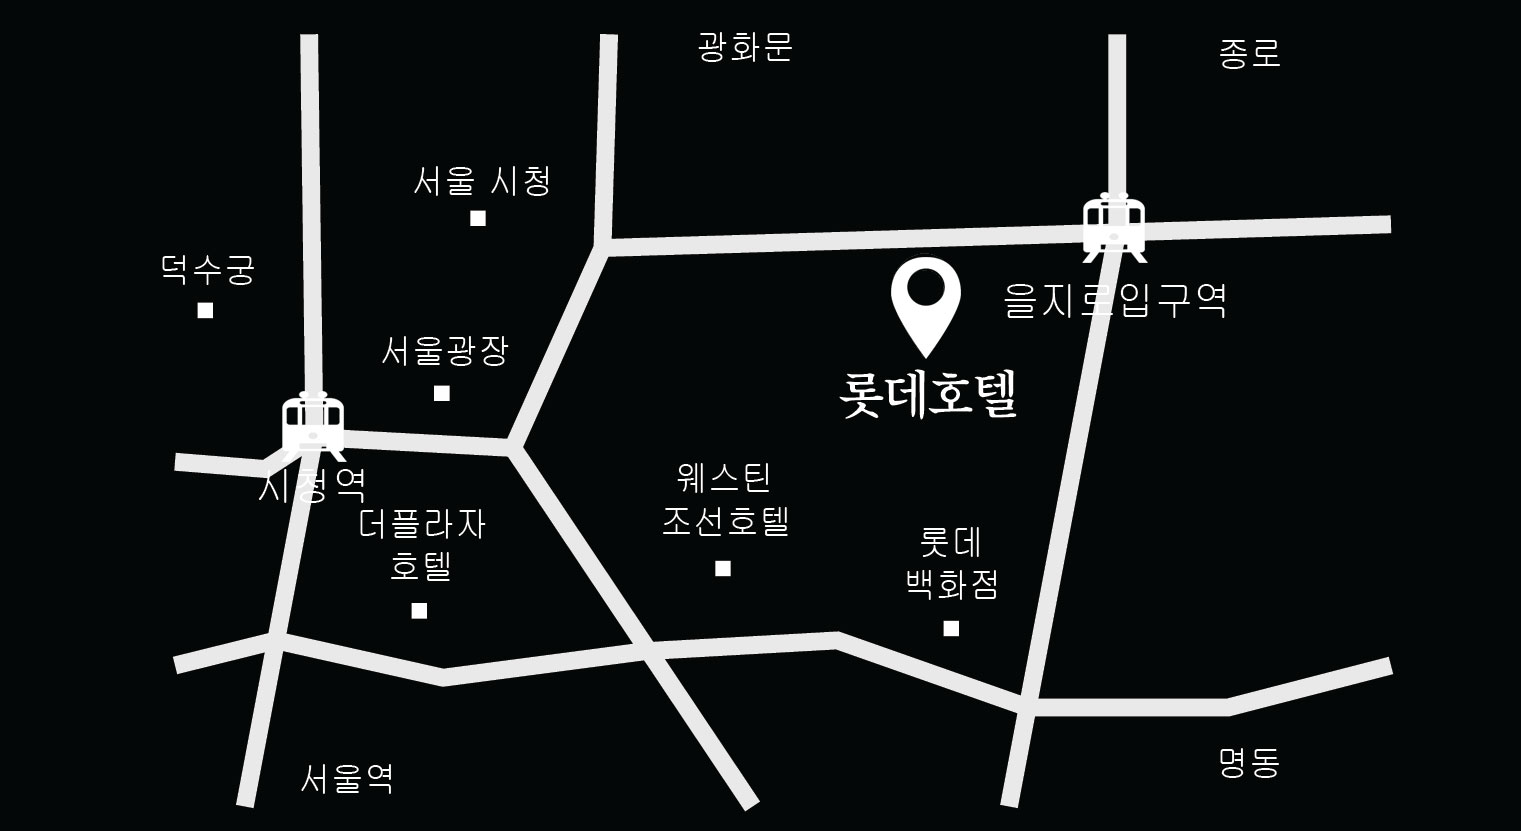 광화문
종로
서울 시청
덕수궁
을지로입구역
서울광장
롯데호텔
시청역
웨스틴
조선호텔
더플라자
호텔
롯데
백화점
명동
서울역